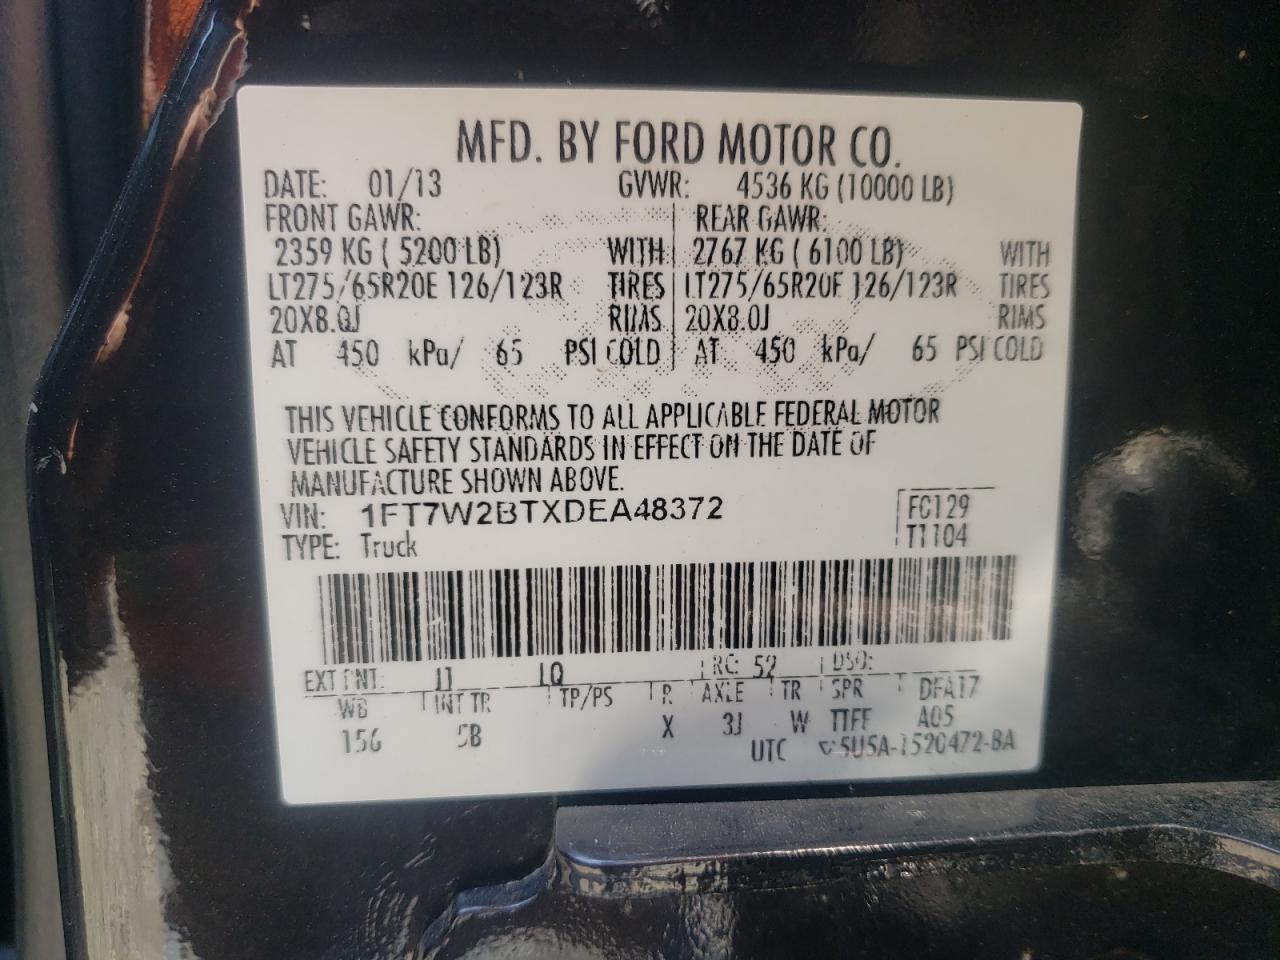 MFD. BY FORD MOTOR CO.
DATE: 01/13 GVWR: 4536 KG (10000 LB)
FRONT GAWR: REAR GAWR:
2359 KG ( 5200 LB) WITH 2767 KG ( 6100 LB) WITH
LT275/65R20E 126/123R TIRES LT275/65R20E 126/123R TIRES
20X8.0J RIMS 20X8.0J RIMS
AT 450 kPa/ 65 PSI COLD AT 450 kPa/ 65 PSI COLD
THIS VEHICLE CONFORMS TO ALL APPLICABLE FEDERAL MOTOR
VEHICLE SAFETY STANDARDS IN EFFECT ON THE DATE OF
MANUFACTURE SHOWN ABOVE.
VIN: 1FT7W2BTXDEA48372 FC129
TYPE: Truck T1104
EXT PNT: RC: 52 DSO:
WB INT TR TP/PS R AXLE TR SPR DFA17
156 X 3J W A05
UTC 5U5A-1520472-BA